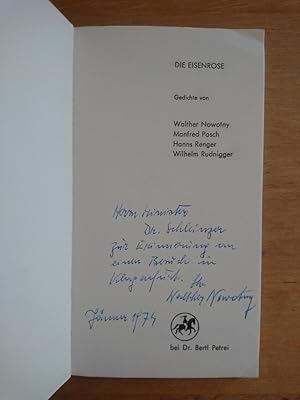 DIE EISENROSE
Gedichte von
Walther Nowotny
Manfred Posch
Hanns Renger
Wilhelm Rudnigger
Herrn Minister
Dr. Schleinzer
zur Erinnerung an
einen Besuch in
Klagenfurt. Ihr
Walther Nowotny
Jänner 1974
bei Dr. Bertl Petrei